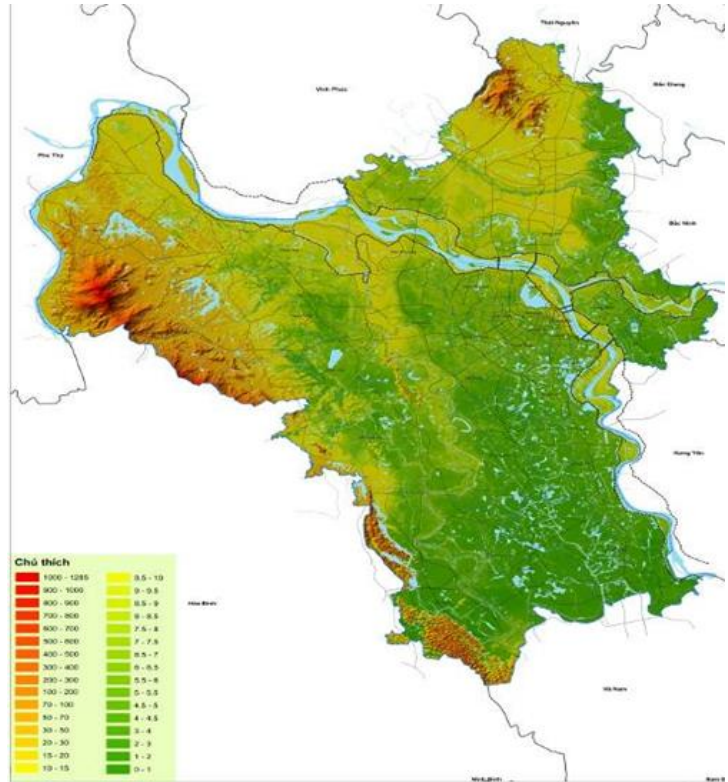 Thái Nguyên
Vĩnh Phúc
Bắc Giang
Phú Thọ
Bắc Ninh
Hưng Yên
Chú thích
1000 - 1285
900 - 1000
800 - 900
700 - 800
600 - 700
500 - 600
400 - 500
300 - 400
200 - 300
100 - 200
70 - 100
50 - 70
30 - 50
20 - 30
15 - 20
10 - 15
9.5 - 10
9 - 9.5
8.5 - 9
8 - 8.5
7.5 - 8
7 - 7.5
6.5 - 7
6 - 6.5
5.5 - 6
5 - 5.5
4.5 - 5
4 - 4.5
3 - 4
2 - 3
1 - 2
0 - 1
Hòa Bình
Hà Nam
Ninh Bình